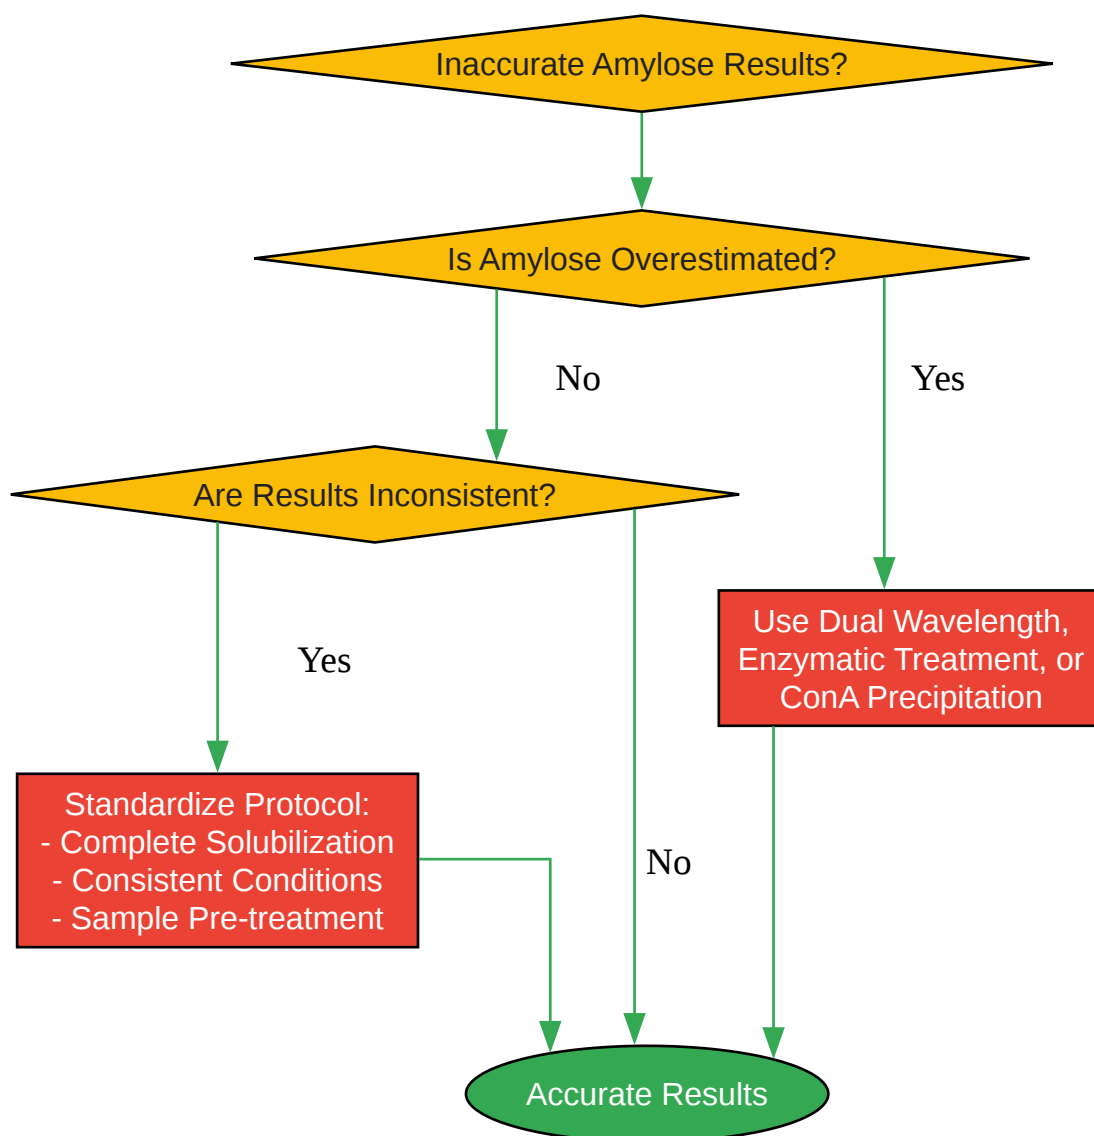 Inaccurate Amylose Results?
Is Amylose Overestimated?
No
Yes
Are Results Inconsistent?
Use Dual Wavelength,
Enzymatic Treatment, or
ConA Precipitation
Yes
Standardize Protocol:
- Complete Solubilization
- Consistent Conditions
- Sample Pre-treatment
No
Accurate Results